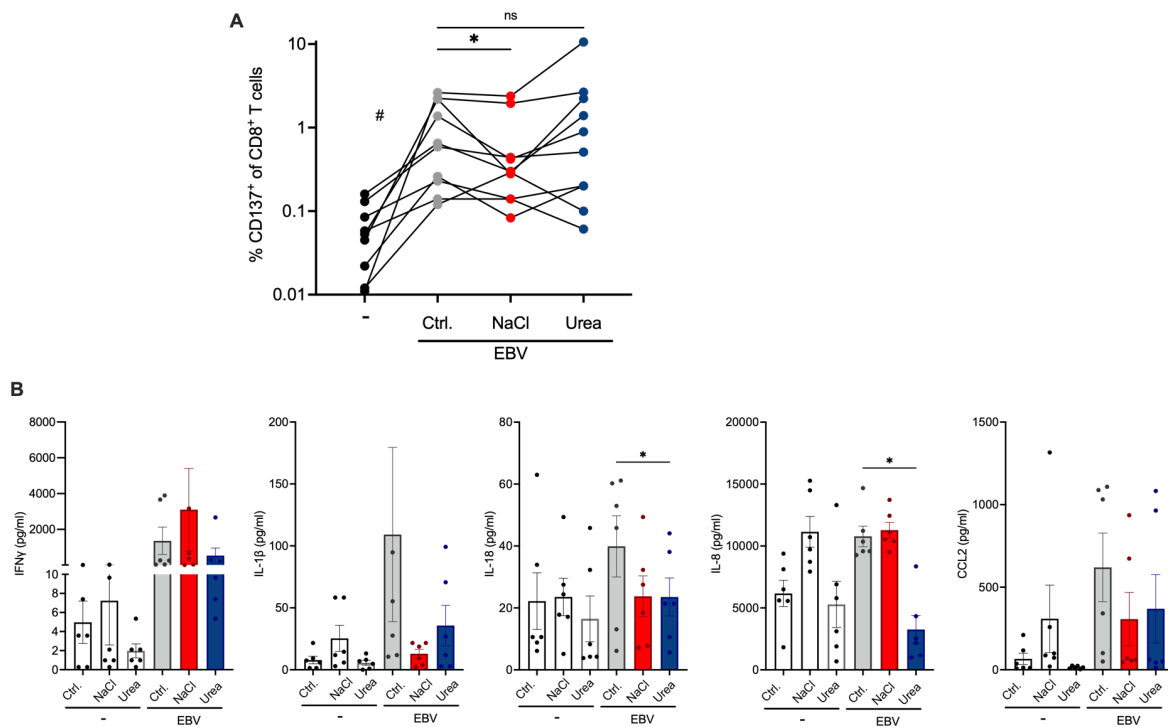 A
ns
*
#
% CD137⁺ of CD8⁺ T cells
10
1
0.1
0.01
-
Ctrl.
NaCl
Urea
EBV
B
IFNγ (pg/ml)
8000
6000
4000
2000
14
12
10
8
6
4
2
0
Ctrl.
NaCl
Urea
Ctrl.
NaCl
Urea
-
EBV
IL-1β (pg/ml)
200
150
100
50
0
Ctrl.
NaCl
Urea
Ctrl.
NaCl
Urea
-
EBV
IL-18 (pg/ml)
80
60
40
20
0
*
Ctrl.
NaCl
Urea
Ctrl.
NaCl
Urea
-
EBV
IL-8 (pg/ml)
20000
15000
10000
5000
0
*
Ctrl.
NaCl
Urea
Ctrl.
NaCl
Urea
-
EBV
CCL2 (pg/ml)
1500
1000
500
0
Ctrl.
NaCl
Urea
Ctrl.
NaCl
Urea
-
EBV